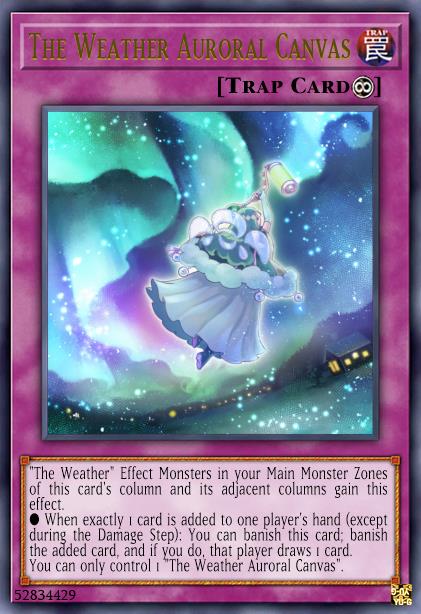 The Weather Auroral Canvas
TRAP
罠
[Trap Card]
"The Weather" Effect Monsters in your Main Monster Zones
of this card's column and its adjacent columns gain this
effect.
● When exactly 1 card is added to one player's hand (except
during the Damage Step): You can banish this card; banish
the added card, and if you do, that player draws 1 card.
You can only control 1 "The Weather Auroral Canvas".
52834429